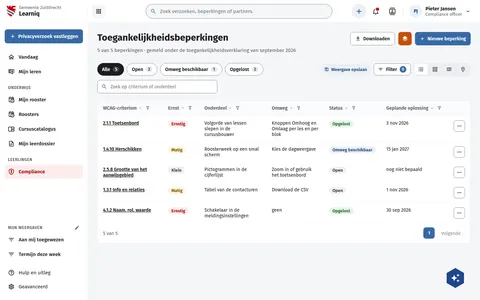 Gemeente Zuiddrecht
Learniq
Zoek verzoeken, beperkingen of partners
Pieter Jansen
Compliance officer
+ Privacyverzoek vastleggen
Vandaag
Mijn leren
ONDERWIJS
Mijn rooster
Roosters
Cursuscatalogus
Mijn leerdossier
LEERLINGEN
Compliance
MIJN WEERGAVEN
Aan mij toegewezen
Termijn deze week
Hulp en uitleg
Geavanceerd
Toegankelijkheidsbeperkingen
5 van 5 beperkingen · gemeld onder de toegankelijkheidsverklaring van september 2026
Downloaden
+ Nieuwe beperking
Alle 5
Open 3
Omweg beschikbaar 1
Opgelost 2
Weergave opslaan
Filter
Zoek op criterium of onderdeel
WCAG-criterium
Ernst
Onderdeel
Omweg
Status
Geplande oplossing
2.1.1 Toetsenbord
Ernstig
Volgorde van lessen slepen in de cursusbouwer
Knoppen Omhoog en Omlaag per les en per blok
Opgelost
3 nov 2026
1.4.10 Herschikken
Matig
Roosterweek op een smal scherm
Kies de dagweergave
Omweg beschikbaar
15 jan 2027
2.5.8 Grootte van het aanwijsgebied
Klein
Pictogrammen in de cijferlijst
Zoom in of gebruik het toetsenbord
Open
nog niet bepaald
1.3.1 Info en relaties
Matig
Tabel van de contacturen
Download de CSV
Open
1 nov 2026
4.1.2 Naam, rol, waarde
Ernstig
Schakelaar in de meldingsinstellingen
geen
Opgelost
30 sep 2026
5 van 5
1
Volgende